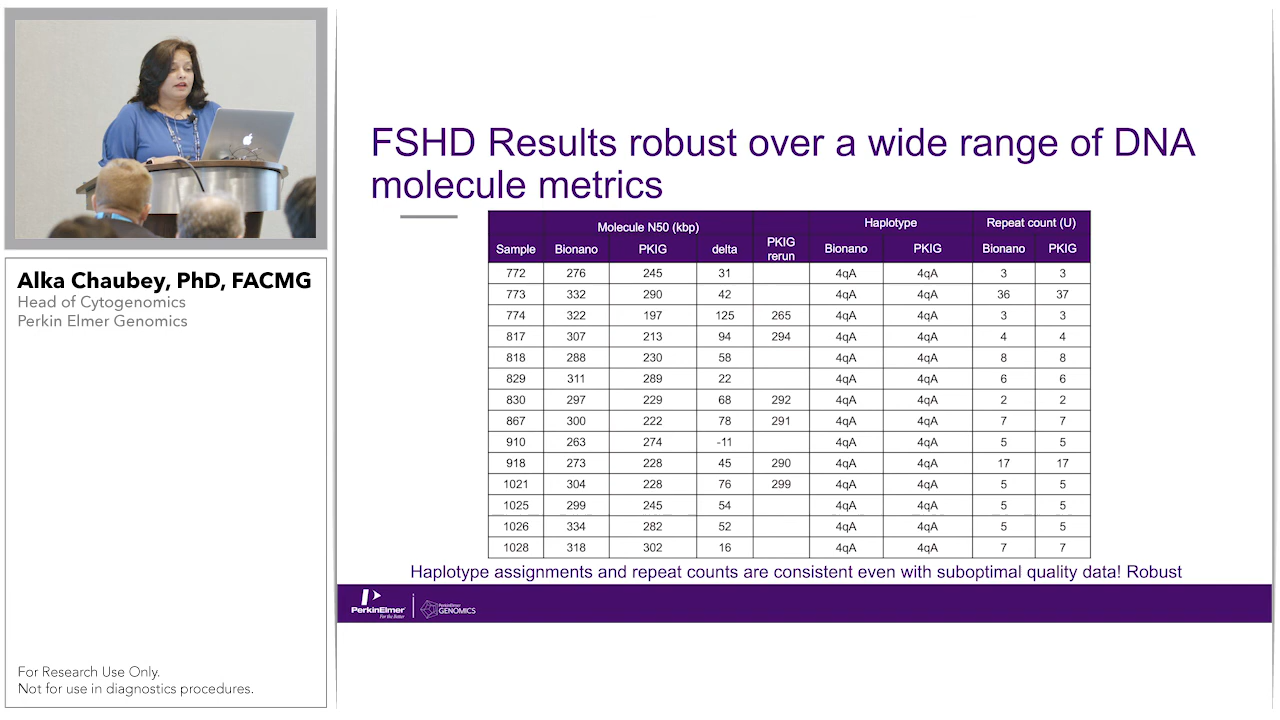 Alka Chaubey, PhD, FACMG
Head of Cytogenomics
Perkin Elmer Genomics
For Research Use Only.
Not for use in diagnostics procedures.
FSHD Results robust over a wide range of DNA
molecule metrics
Molecule N50 (kbp) Haplotype Repeat count (U)
Sample Bionano PKIG delta PKIG rerun Bionano PKIG Bionano PKIG
772 276 245 31 4qA 4qA 3 3
773 332 290 42 4qA 4qA 36 37
774 322 197 125 265 4qA 4qA 3 3
817 307 213 94 294 4qA 4qA 4 4
818 288 230 58 4qA 4qA 8 8
829 311 289 22 4qA 4qA 6 6
830 297 229 68 292 4qA 4qA 2 2
867 300 222 78 291 4qA 4qA 7 7
910 263 274 -11 4qA 4qA 5 5
918 273 228 45 290 4qA 4qA 17 17
1021 304 228 76 299 4qA 4qA 5 5
1025 299 245 54 4qA 4qA 5 5
1026 334 282 52 4qA 4qA 5 5
1028 318 302 16 4qA 4qA 7 7
Haplotype assignments and repeat counts are consistent even with suboptimal quality data! Robust
PerkinElmer
For the Better
PerkinElmer
GENOMICS